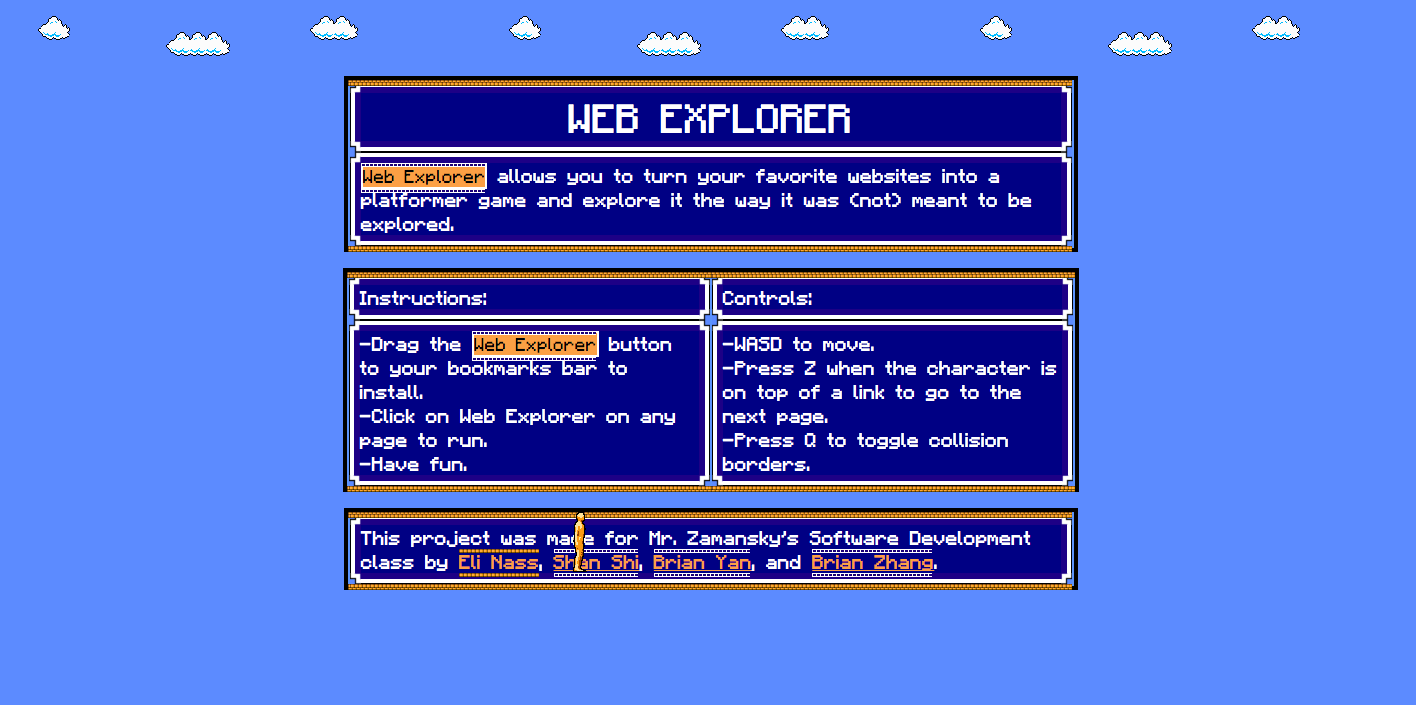 WEB EXPLORER
Web Explorer allows you to turn your favorite websites into a
platformer game and explore it the way it was (not) meant to be
explored.
Instructions:
-Drag the Web Explorer button
to your bookmarks bar to
install.
-Click on Web Explorer on any
page to run.
-Have fun.
Controls:
-WASD to move.
-Press Z when the character is
on top of a link to go to the
next page.
-Press Q to toggle collision
borders.
This project was made for Mr. Zamansky's Software Development
class by Eli Nass, Shan Shi, Brian Yan, and Brian Zhang.